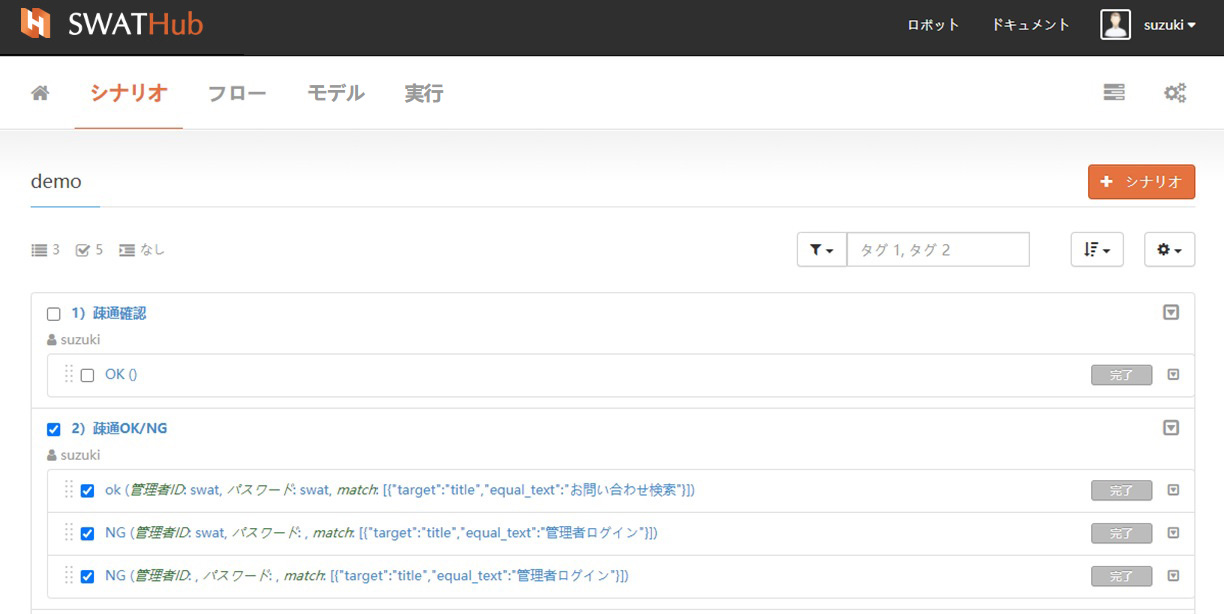 SWATHub ロボット ドキュメント suzuki
シナリオ フロー モデル 実行
demo + シナリオ
3 5 なし タグ 1, タグ 2
1) 疎通確認
suzuki
OK () 完了
2) 疎通OK/NG
suzuki
ok (管理者ID: swat, パスワード: swat, match: [{"target":"title","equal_text":"お問い合わせ検索"}]) 完了
NG (管理者ID: swat, パスワード: , match: [{"target":"title","equal_text":"管理者ログイン"}]) 完了
NG (管理者ID: , パスワード: , match: [{"target":"title","equal_text":"管理者ログイン"}]) 完了